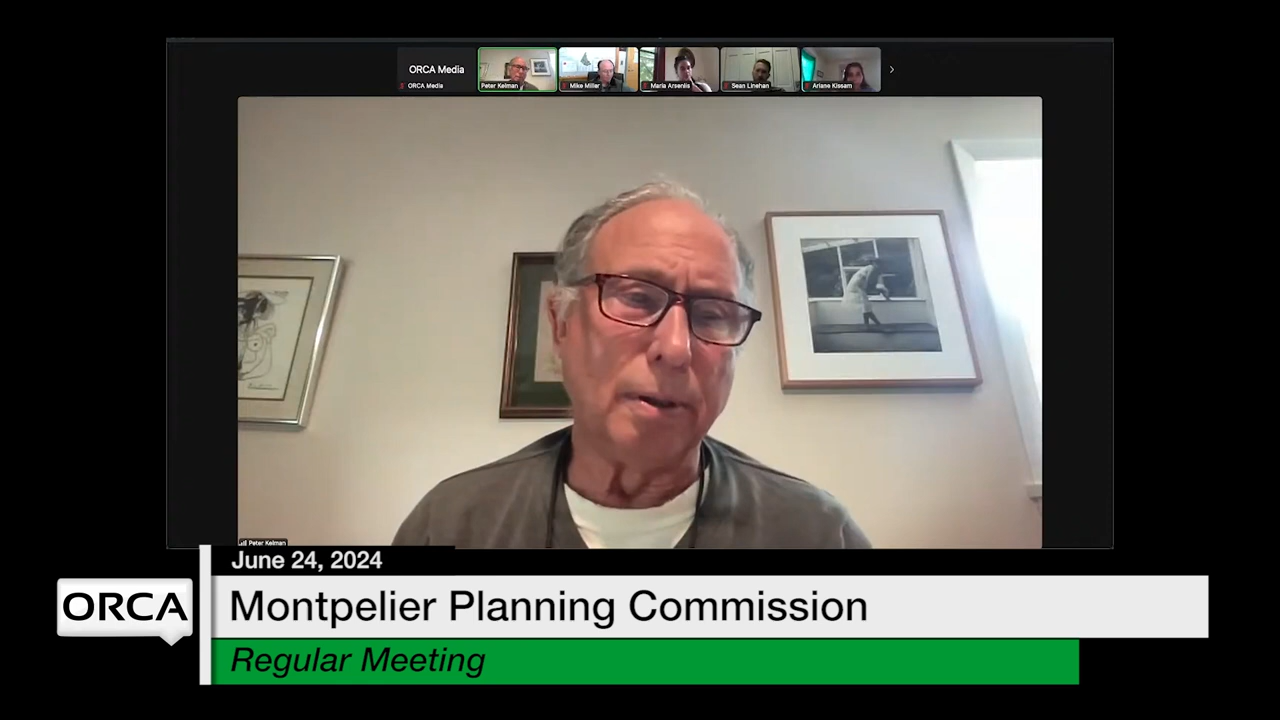 ORCA Media
ORCA Media
Peter Kelman
Mike Miller
Maria Arseniis
Sean Linehan
Ariane Kissam
Peter Kelman
June 24, 2024
ORCA
Montpelier Planning Commission
Regular Meeting